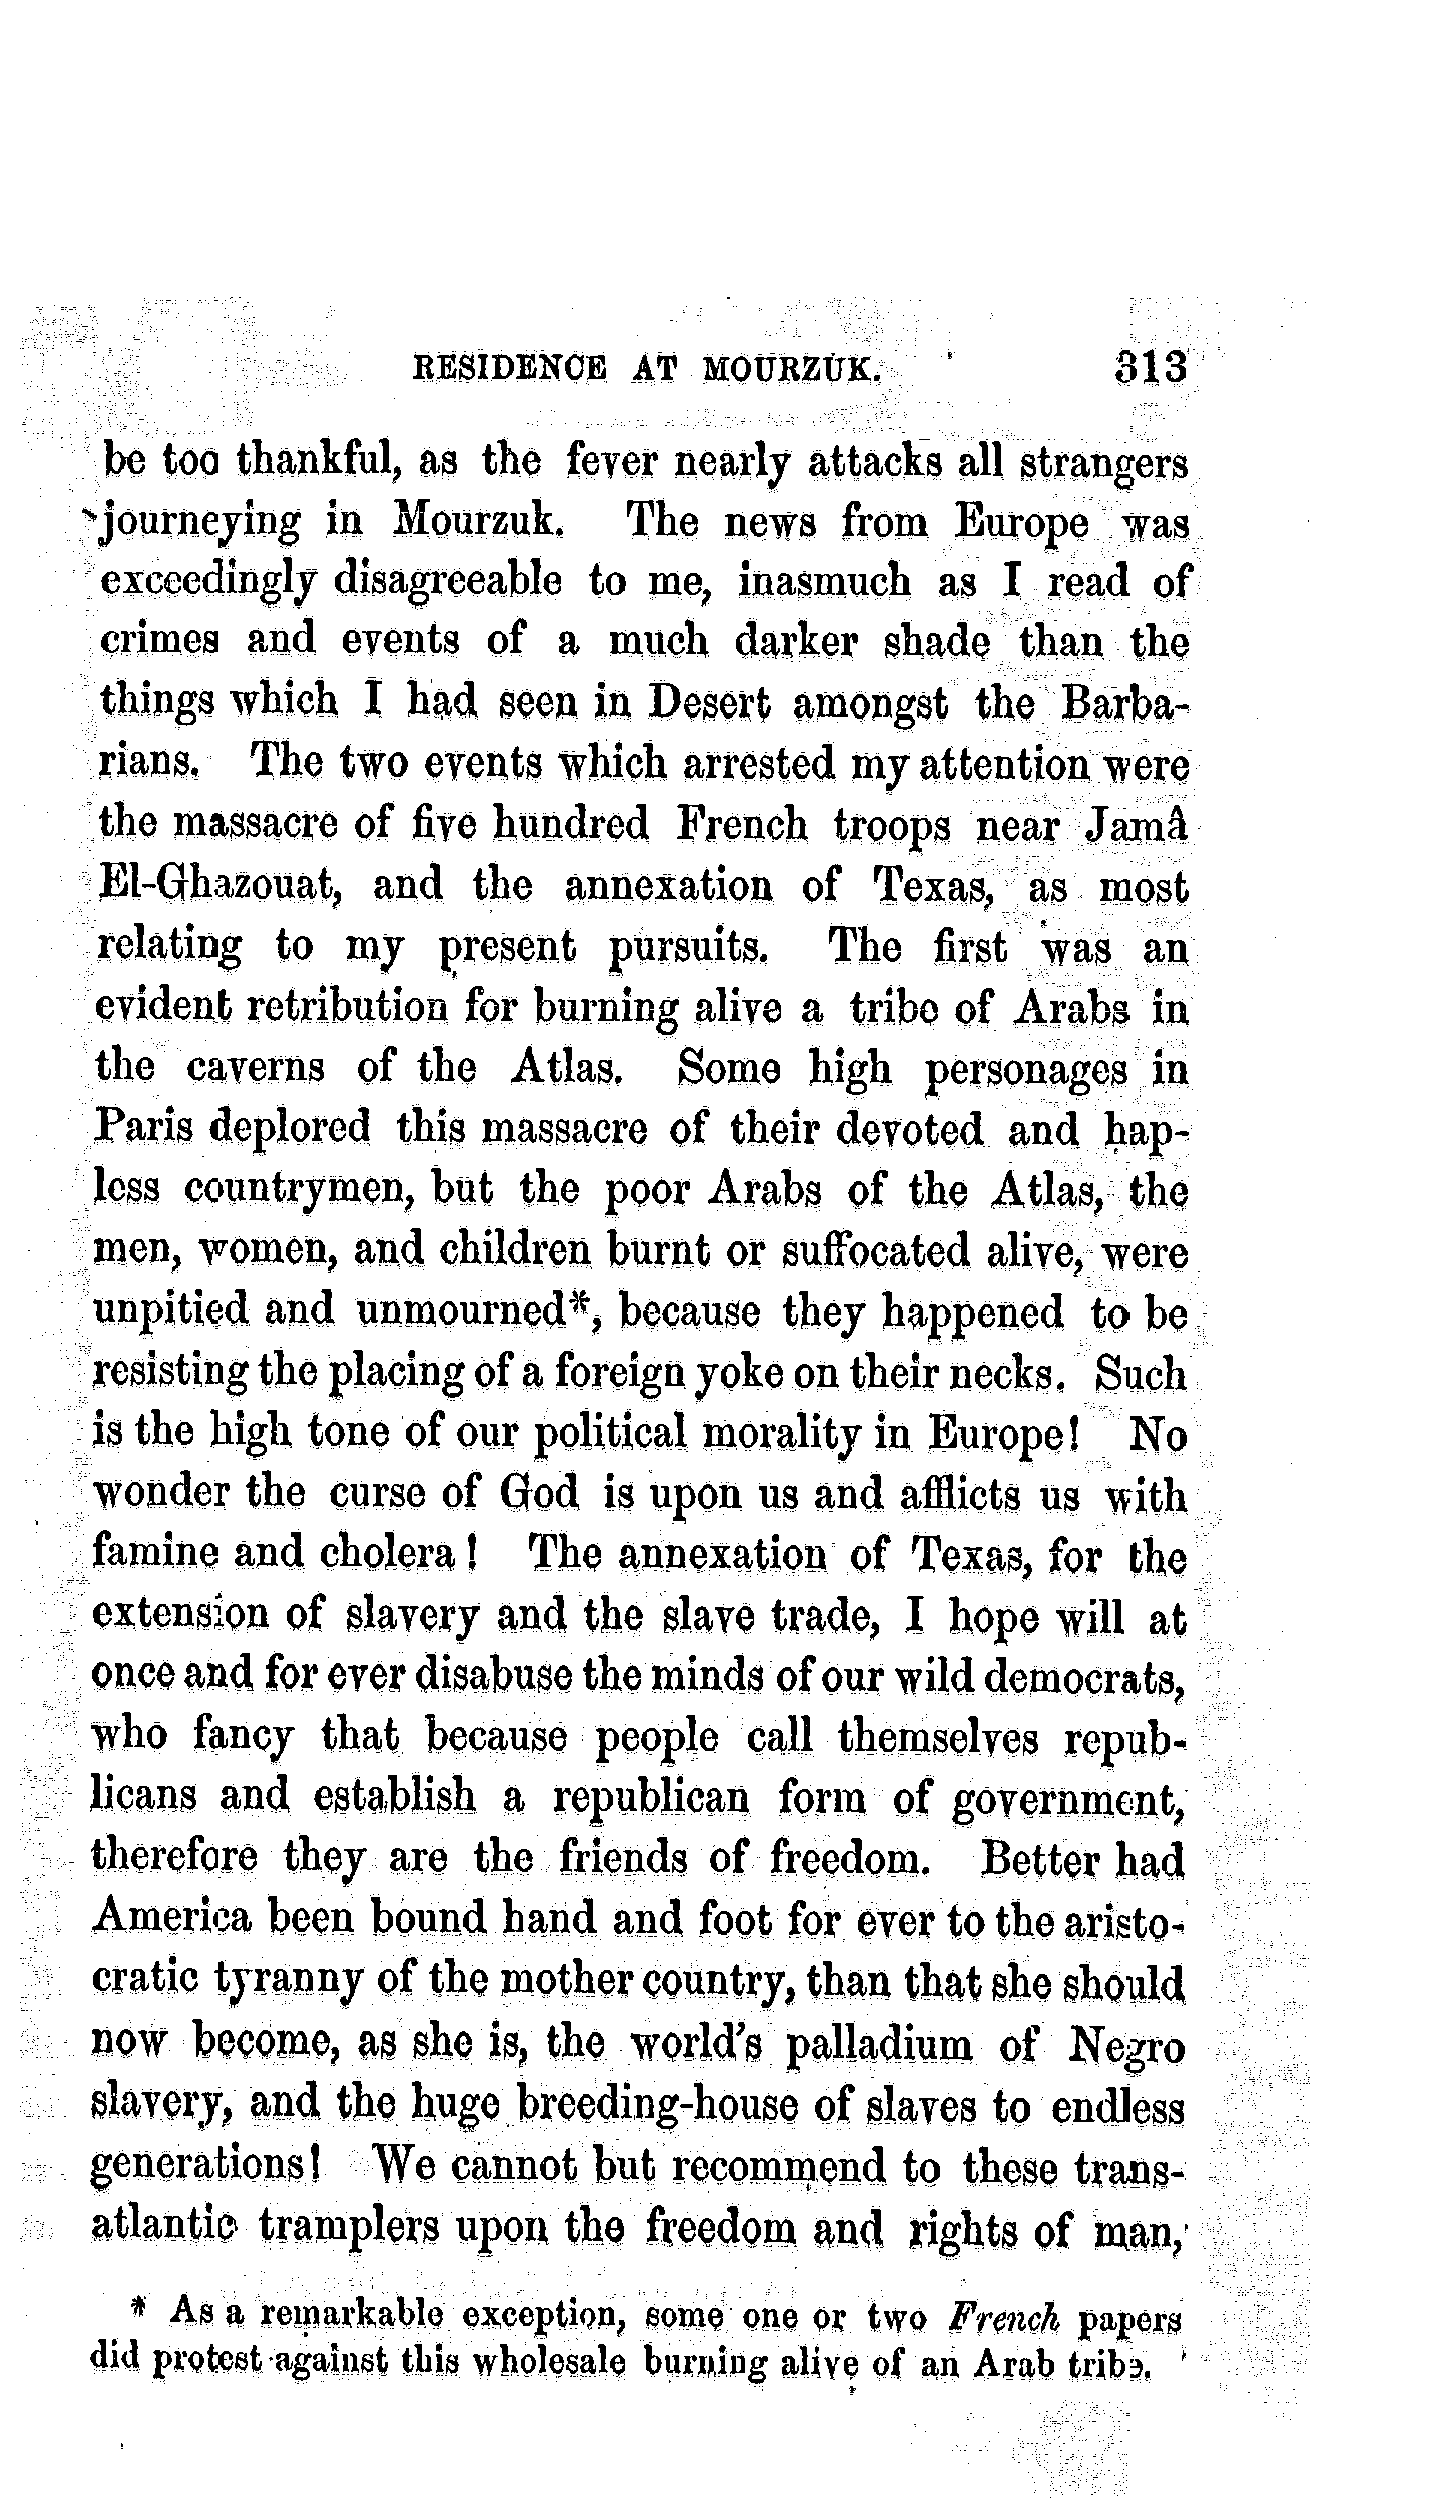 RESIDENCE AT MOURZUK. 313
be too thankful, as the fever nearly attacks all strangers
journeying in Mourzuk. The news from Europe was
exceedingly disagreeable to me, inasmuch as I read of
crimes and events of a much darker shade than the
things which I had seen in Desert amongst the Barba-
rians. The two events which arrested my attention were
the massacre of five hundred French troops near Jamâ
El-Ghazouat, and the annexation of Texas, as most
relating to my present pursuits. The first was an
evident retribution for burning alive a tribe of Arabs in
the caverns of the Atlas. Some high personages in
Paris deplored this massacre of their devoted and hap-
less countrymen, but the poor Arabs of the Atlas, the
men, women, and children burnt or suffocated alive, were
unpitied and unmourned*, because they happened to be
resisting the placing of a foreign yoke on their necks. Such
is the high tone of our political morality in Europe! No
wonder the curse of God is upon us and afflicts us with
famine and cholera! The annexation of Texas, for the
extension of slavery and the slave trade, I hope will at
once and for ever disabuse the minds of our wild democrats,
who fancy that because people call themselves repub-
licans and establish a republican form of government,
therefore they are the friends of freedom. Better had
America been bound hand and foot for ever to the aristo-
cratic tyranny of the mother country, than that she should
now become, as she is, the world's palladium of Negro
slavery, and the huge breeding-house of slaves to endless
generations! We cannot but recommend to these trans-
atlantic tramplers upon the freedom and rights of man,
* As a remarkable exception, some one or two French papers
did protest against this wholesale burning alive of an Arab tribe.